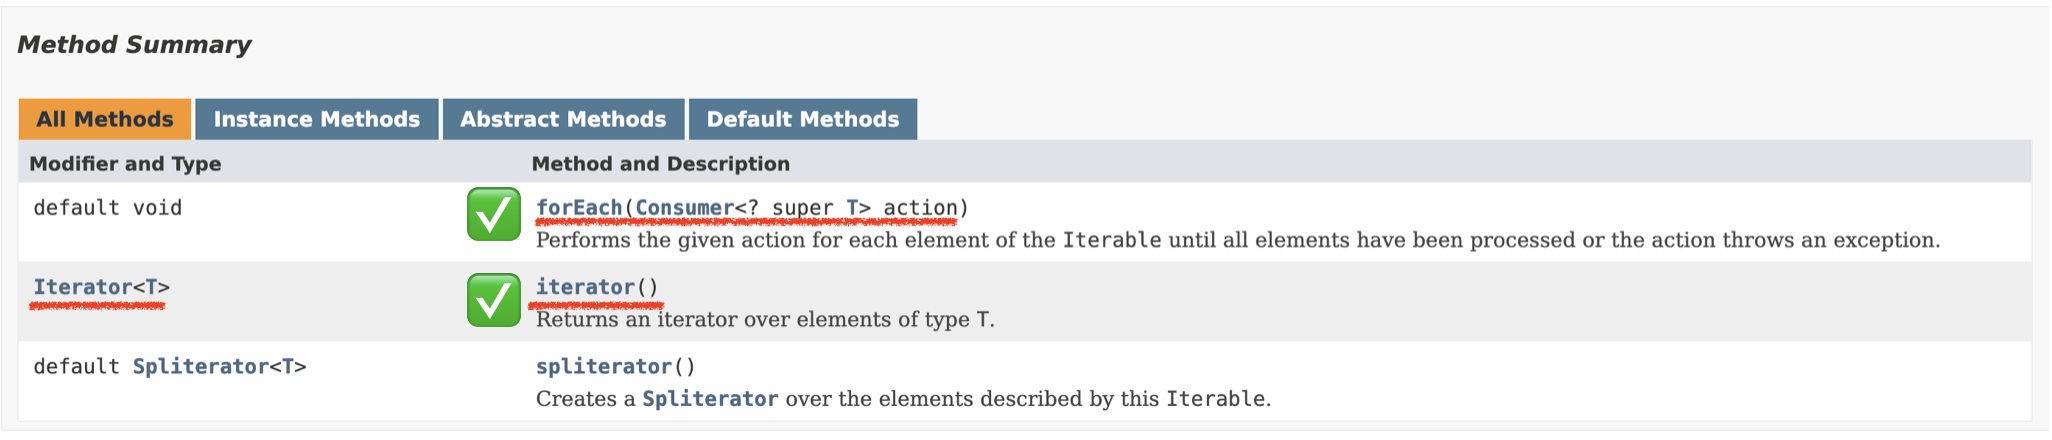 Method Summary
All Methods Instance Methods Abstract Methods Default Methods
Modifier and Type Method and Description
default void forEach(Consumer<? super T> action)
Performs the given action for each element of the Iterable until all elements have been processed or the action throws an exception.
Iterator<T> iterator()
Returns an iterator over elements of type T.
default Spliterator<T> spliterator()
Creates a Spliterator over the elements described by this Iterable.